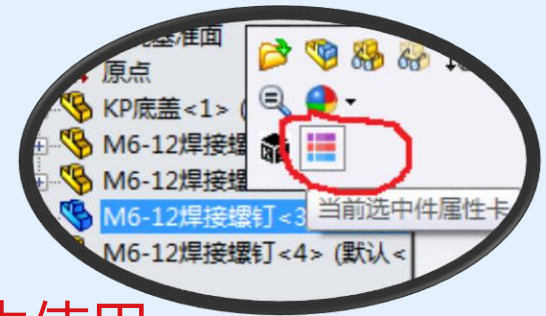 准面
原点
KP底盖<1> (
M6-12焊接螺
M6-12焊接螺
M6-12焊接螺钉<3
当前选中件属性卡
M6-12焊接螺钉<4> (默认<